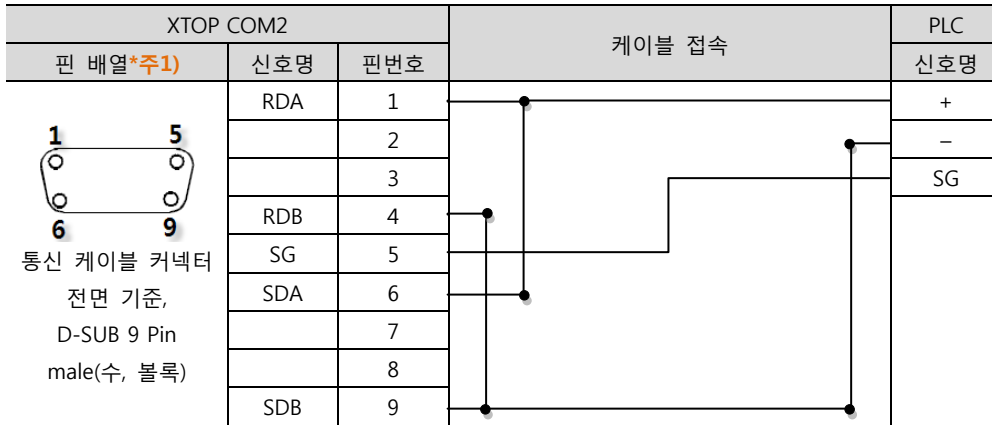 XTOP COM2 케이블 접속 PLC
핀 배열*주1) 신호명 핀번호 신호명
RDA 1 +
2 –
3 SG
RDB 4
SG 5
SDA 6
7
8
SDB 9
1 5
6 9
통신 케이블 커넥터
전면 기준,
D-SUB 9 Pin
male(수, 볼록)